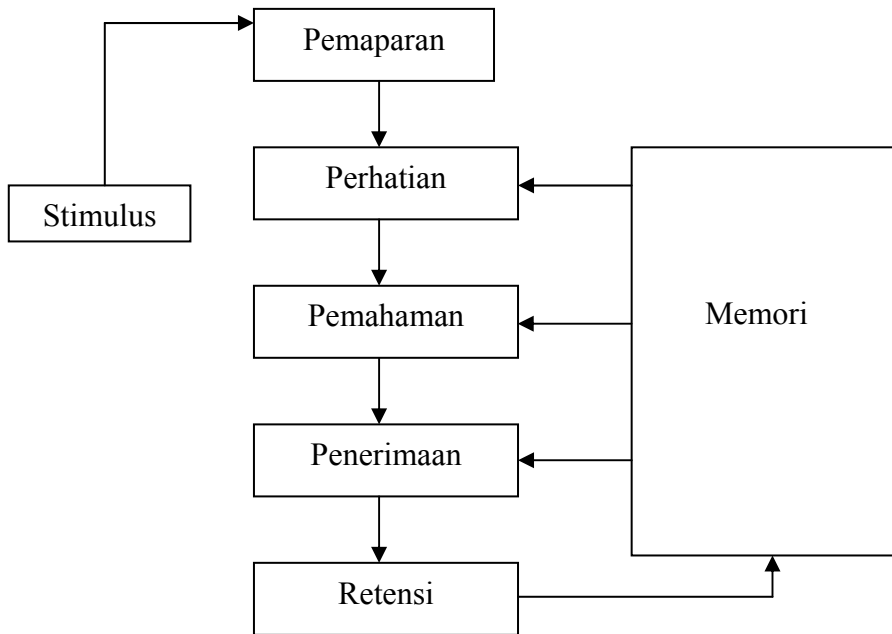 Pemaparan
Perhatian
Stimulus
Pemahaman
Memori
Penerimaan
Retensi